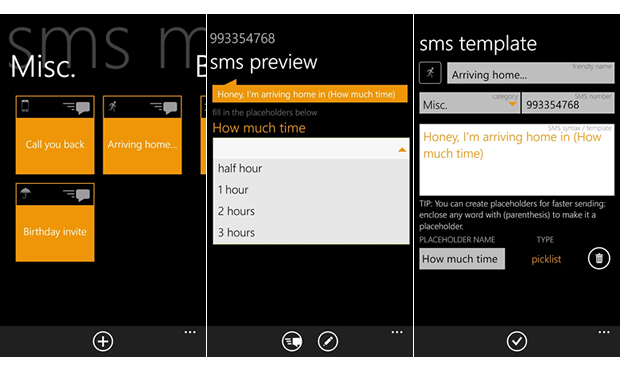 sms m
Misc.
B
Call you back
Arriving home...
Birthday invite
...
993354768
sms preview
Honey, I'm arriving home in (How much time)
fill in the placeholders below
How much time
half hour
1 hour
2 hours
3 hours
...
sms template
friendly name
Arriving home...
category
Misc.
SMS number
993354768
SMS syntax / template
Honey, I'm arriving home in (How
much time)
TIP: You can create placeholders for faster sending:
enclose any word with (parenthesis) to make it a
placeholder.
PLACEHOLDER NAME TYPE
How much time picklist
...